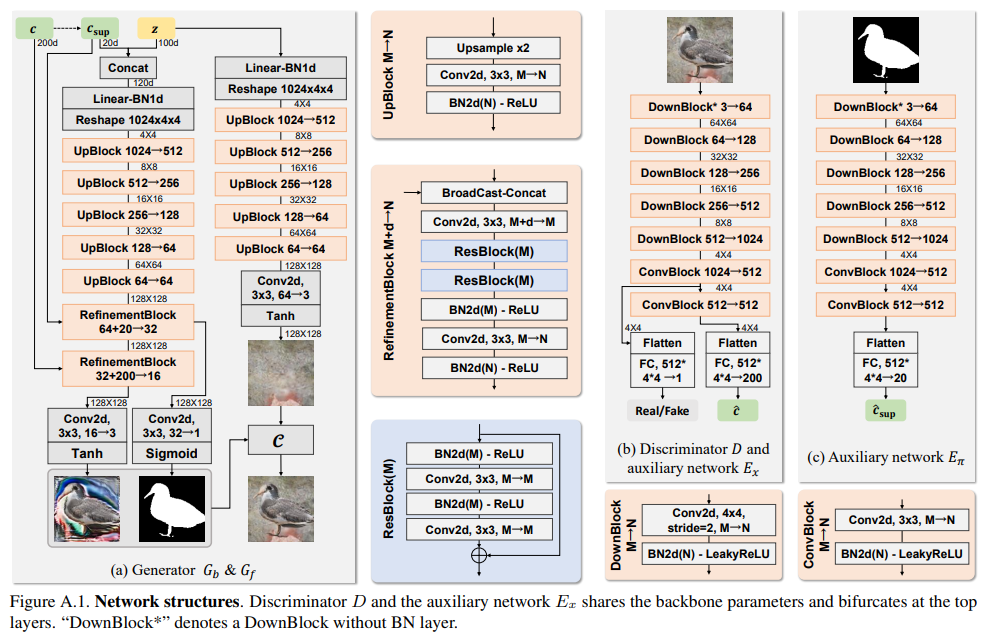 c
c_sup
z
200d
20d
100d
Concat
120d
Linear-BN1d
Reshape 1024x4x4
4X4
UpBlock 1024→512
8X8
UpBlock 512→256
16X16
UpBlock 256→128
32X32
UpBlock 128→64
64X64
UpBlock 64→64
128X128
RefinementBlock
64+20→32
128X128
RefinementBlock
32+200→16
128X128
128X128
Conv2d,
3x3, 16→3
Tanh
Conv2d,
3x3, 32→1
Sigmoid
Linear-BN1d
Reshape 1024x4x4
4X4
UpBlock 1024→512
8X8
UpBlock 512→256
16X16
UpBlock 256→128
32X32
UpBlock 128→64
64X64
UpBlock 64→64
128X128
Conv2d,
3x3, 64→3
Tanh
128X128
C
(a) Generator G_b & G_f
UpBlock M→N
Upsample x2
Conv2d, 3x3, M→N
BN2d(N) - ReLU
RefinementBlock M+d→N
BroadCast-Concat
Conv2d, 3x3, M+d→M
ResBlock(M)
ResBlock(M)
BN2d(M) - ReLU
Conv2d, 3x3, M→N
BN2d(N) - ReLU
ResBlock(M)
BN2d(M) - ReLU
Conv2d, 3x3, M→M
BN2d(M) - ReLU
Conv2d, 3x3, M→M
DownBlock* 3→64
64X64
DownBlock 64→128
32X32
DownBlock 128→256
16X16
DownBlock 256→512
8X8
DownBlock 512→1024
4X4
ConvBlock 1024→512
4X4
ConvBlock 512→512
4X4
4X4
Flatten
FC, 512*
4*4 →1
Real/Fake
Flatten
FC, 512*
4*4→200
ĉ
(b) Discriminator D and
auxiliary network E_x
DownBlock* 3→64
64X64
DownBlock 64→128
32X32
DownBlock 128→256
16X16
DownBlock 256→512
8X8
DownBlock 512→1024
4X4
ConvBlock 1024→512
4X4
ConvBlock 512→512
4X4
Flatten
FC, 512*
4*4→20
ĉ_sup
(c) Auxiliary network E_π
DownBlock
M→N
Conv2d, 4x4,
stride=2, M→N
BN2d(N) - LeakyReLU
ConvBlock
M→N
Conv2d, 3x3, M→N
BN2d(N) - LeakyReLU
Figure A.1. Network structures. Discriminator D and the auxiliary network E_x shares the backbone parameters and bifurcates at the top
layers. “DownBlock*” denotes a DownBlock without BN layer.